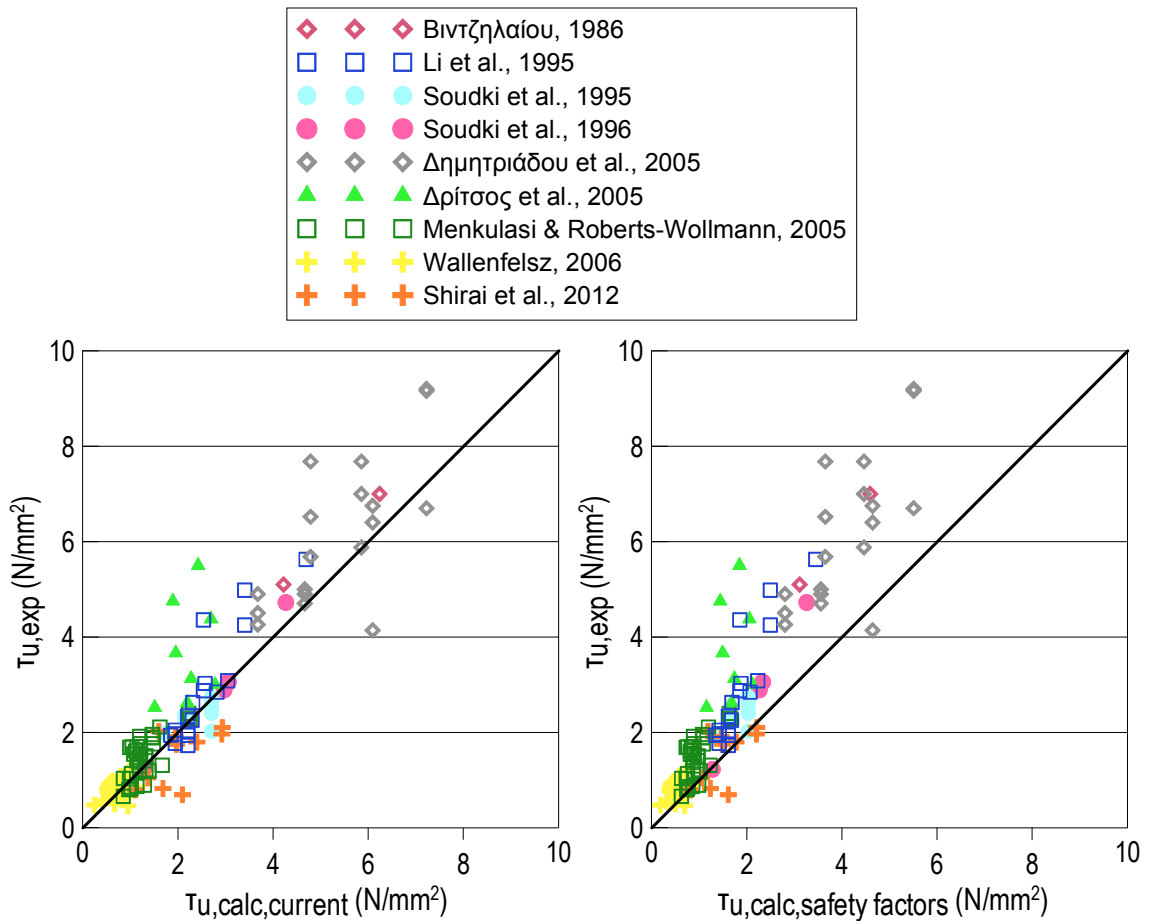 Βιντζηλαίου, 1986
Li et al., 1995
Soudki et al., 1995
Soudki et al., 1996
Δημητριάδου et al., 2005
Δρίτσος et al., 2005
Menkulasi & Roberts-Wollmann, 2005
Wallenfelsz, 2006
Shirai et al., 2012
10
8
6
4
2
0
τu,exp (N/mm²)
0 2 4 6 8 10
τu,calc,current (N/mm²)
10
8
6
4
2
0
τu,exp (N/mm²)
0 2 4 6 8 10
τu,calc,safety factors (N/mm²)